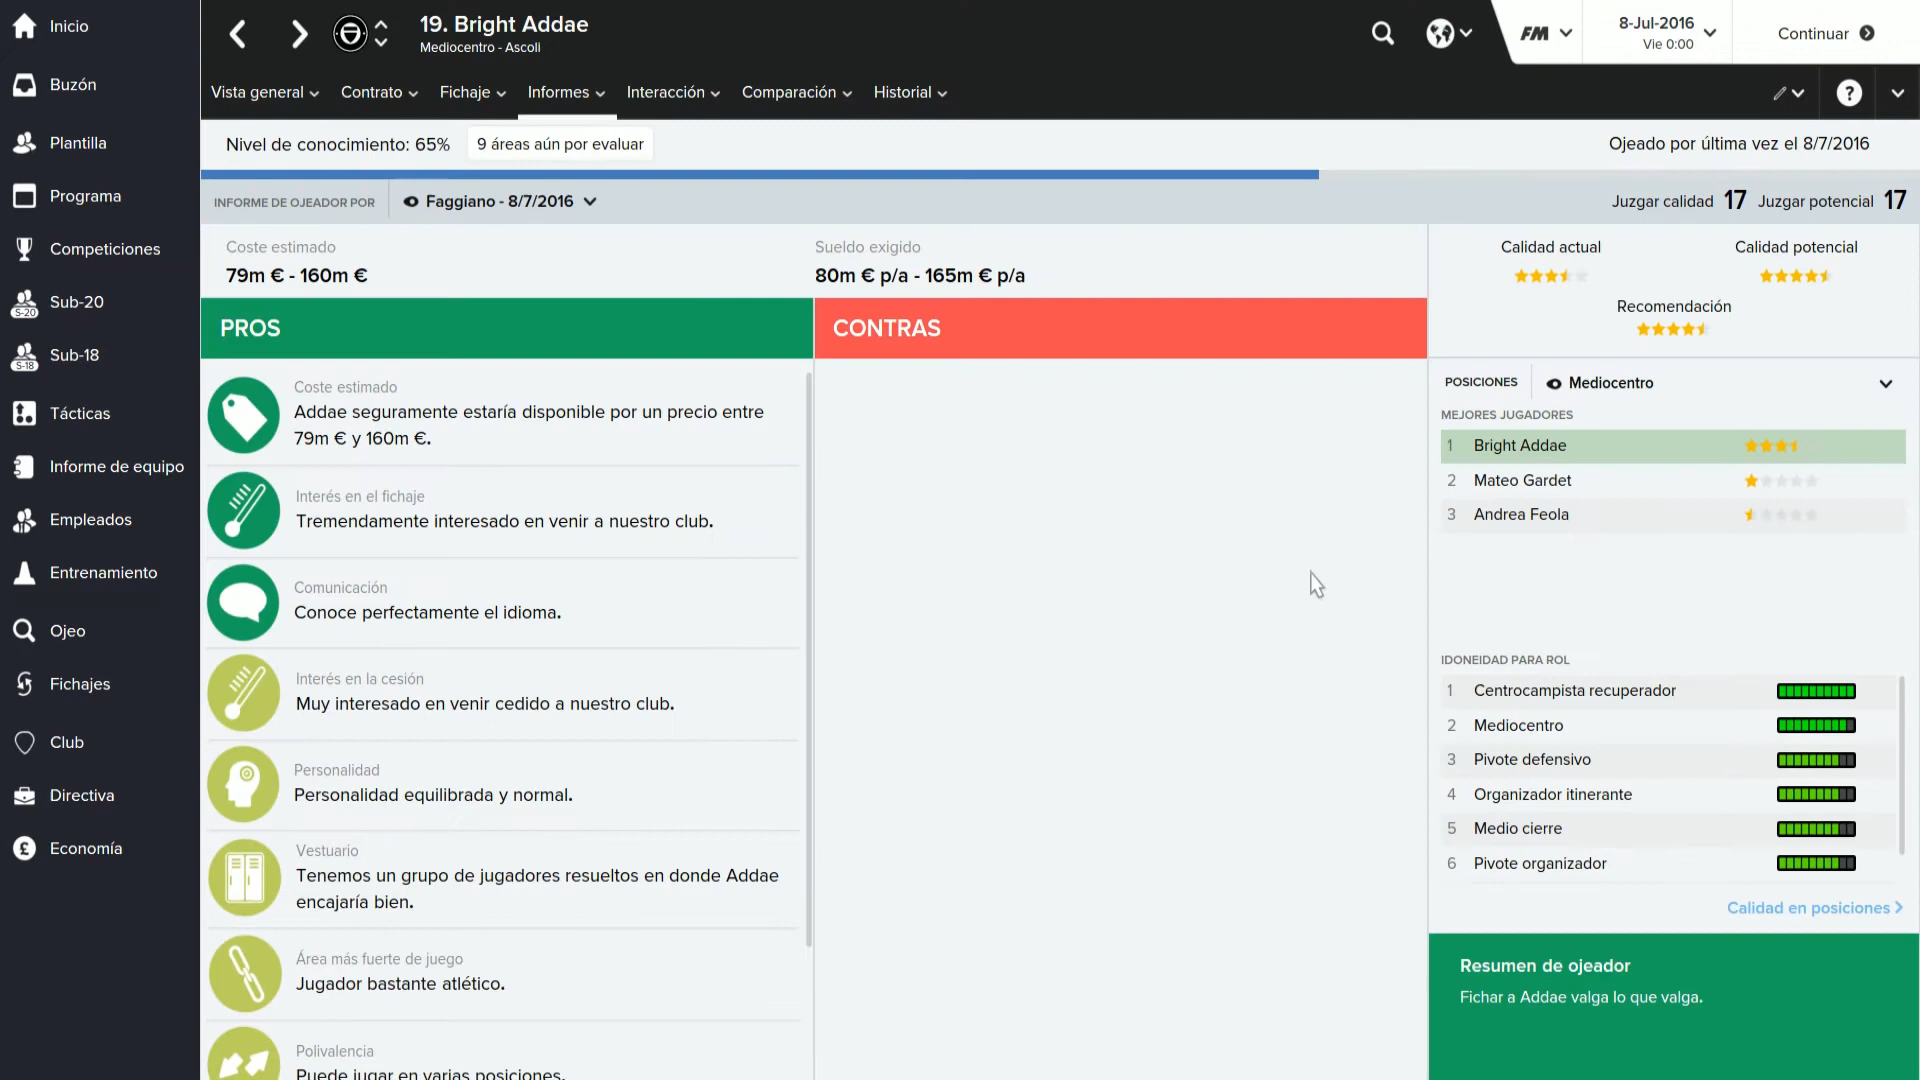 Inicio
Buzón
Plantilla
Programa
Competiciones
S-20
Sub-20
S-18
Sub-18
Tácticas
Informe de equipo
Empleados
Entrenamiento
Ojeo
Fichajes
Club
Directiva
Economía
19. Bright Addae
Mediocentro - Ascoli
FM
8-Jul-2016
Vie 0:00
Continuar
Vista general
Contrato
Fichaje
Informes
Interacción
Comparación
Historial
?
Nivel de conocimiento: 65%
9 áreas aún por evaluar
Ojeado por última vez el 8/7/2016
INFORME DE OJEADOR POR
Faggiano - 8/7/2016
Juzgar calidad 17 Juzgar potencial 17
Coste estimado
79m € - 160m €
Sueldo exigido
80m € p/a - 165m € p/a
PROS
CONTRAS
Coste estimado
Addae seguramente estaría disponible por un precio entre
79m € y 160m €.
Interés en el fichaje
Tremendamente interesado en venir a nuestro club.
Comunicación
Conoce perfectamente el idioma.
Interés en la cesión
Muy interesado en venir cedido a nuestro club.
Personalidad
Personalidad equilibrada y normal.
Vestuario
Tenemos un grupo de jugadores resueltos en donde Addae
encajaría bien.
Área más fuerte de juego
Jugador bastante atlético.
Polivalencia
Puede jugar en varias posiciones.
Calidad actual
Calidad potencial
Recomendación
POSICIONES
Mediocentro
MEJORES JUGADORES
1 Bright Addae
2 Mateo Gardet
3 Andrea Feola
IDONEIDAD PARA ROL
1 Centrocampista recuperador
2 Mediocentro
3 Pivote defensivo
4 Organizador itinerante
5 Medio cierre
6 Pivote organizador
Calidad en posiciones
Resumen de ojeador
Fichar a Addae valga lo que valga.